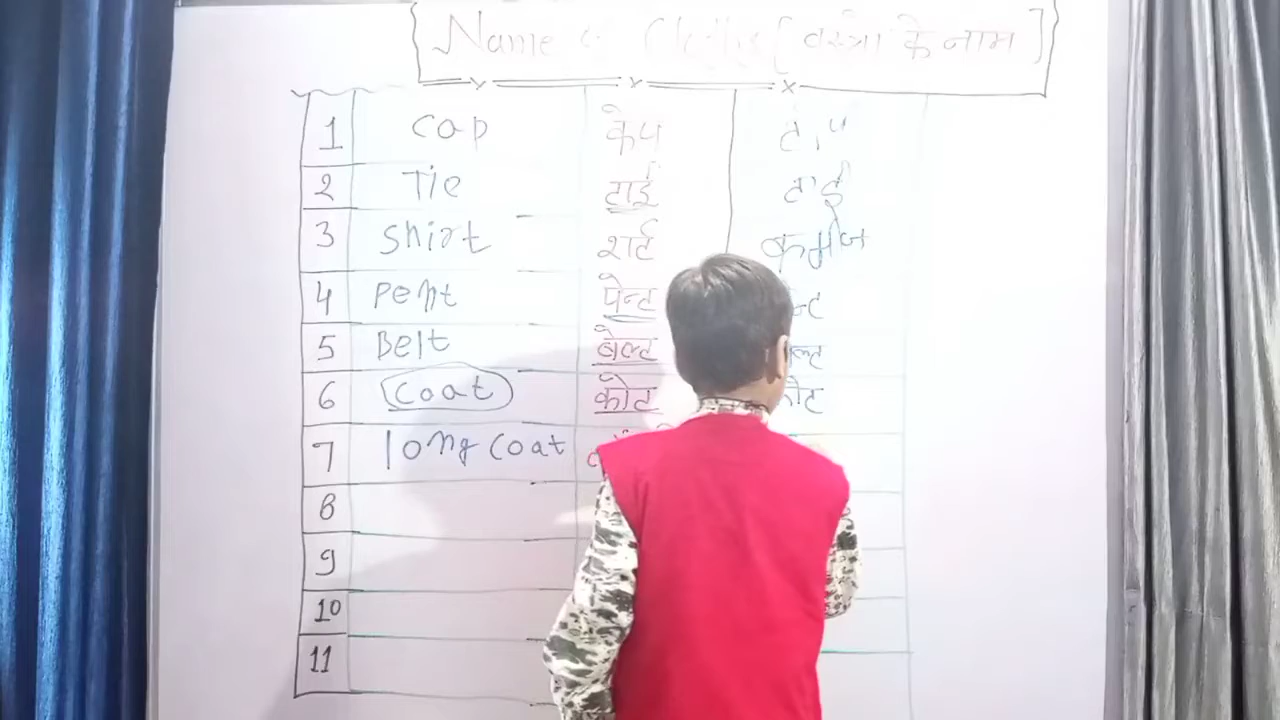 Name of Cloths [वस्त्रो के नाम]
1 Cap केप टोप
2 Tie टाई टाई
3 Shirt शर्ट कमीज
4 Pent पेन्ट न्ट
5 Belt बेल्ट ल्ट
6 Coat कोट कोट
7 long Coat
8
9
10
11